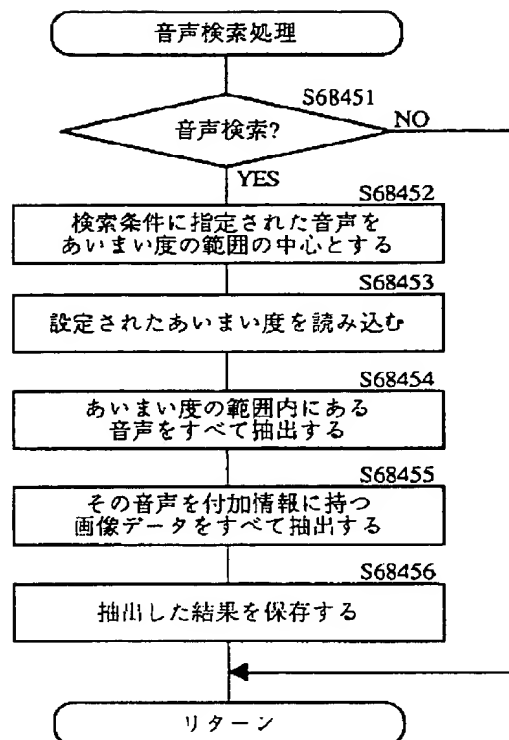 音声検索処理
S68451
音声検索?
NO
YES
S68452
検索条件に指定された音声を
あいまい度の範囲の中心とする
S68453
設定されたあいまい度を読み込む
S68454
あいまい度の範囲内にある
音声をすべて抽出する
S68455
その音声を付加情報に持つ
画像データをすべて抽出する
S68456
抽出した結果を保存する
リターン